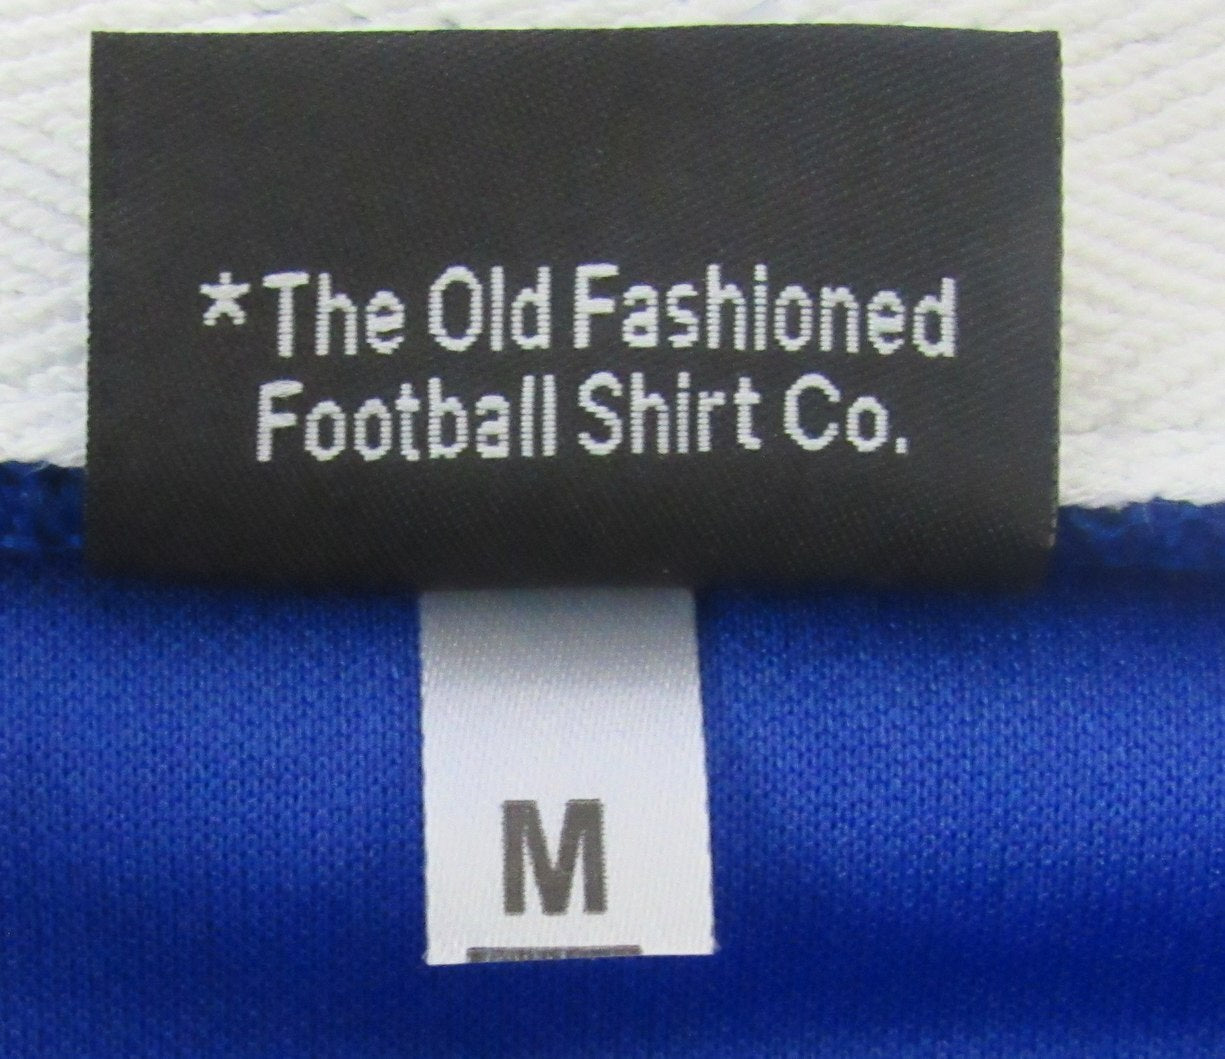 *The Old Fashioned
Football Shirt Co.
M